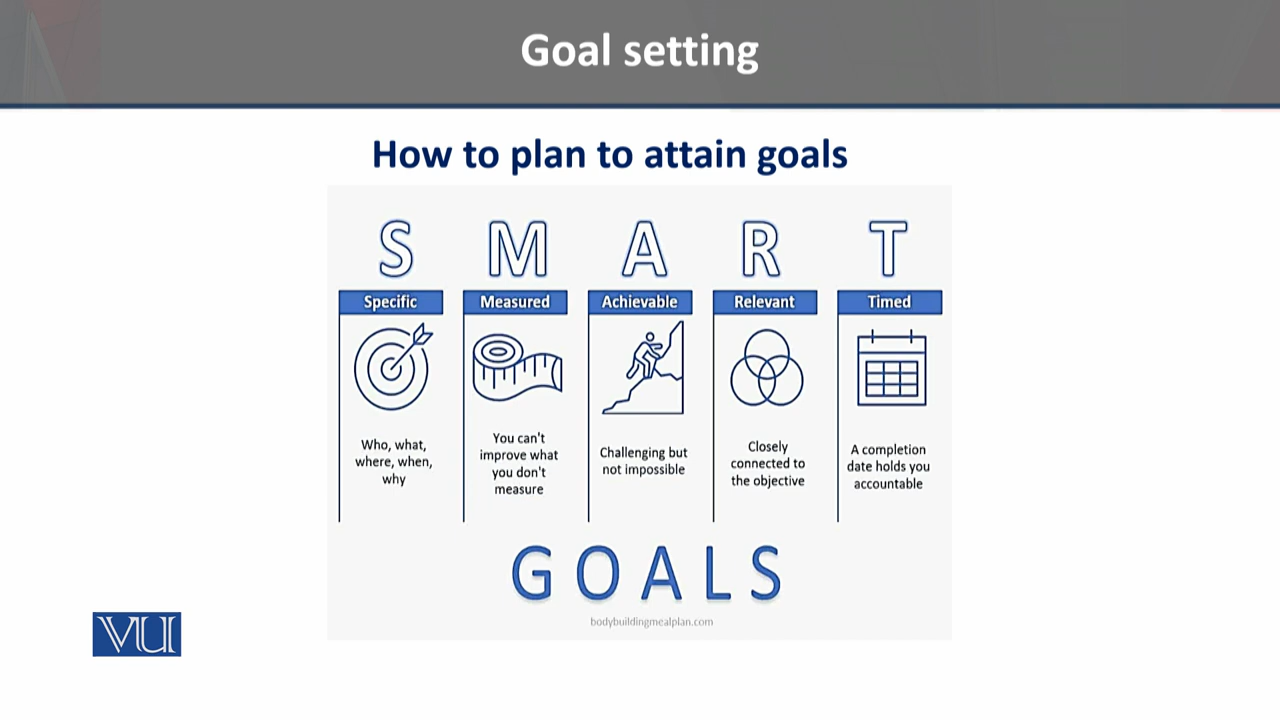 Goal setting
How to plan to attain goals
S M A R T
Specific
Measured
Achievable
Relevant
Timed
Who, what,
where, when,
why
You can't
improve what
you don't
measure
Challenging but
not impossible
Closely
connected to
the objective
A completion
date holds you
accountable
GOALS
bodybuildingmealplan.com
VU